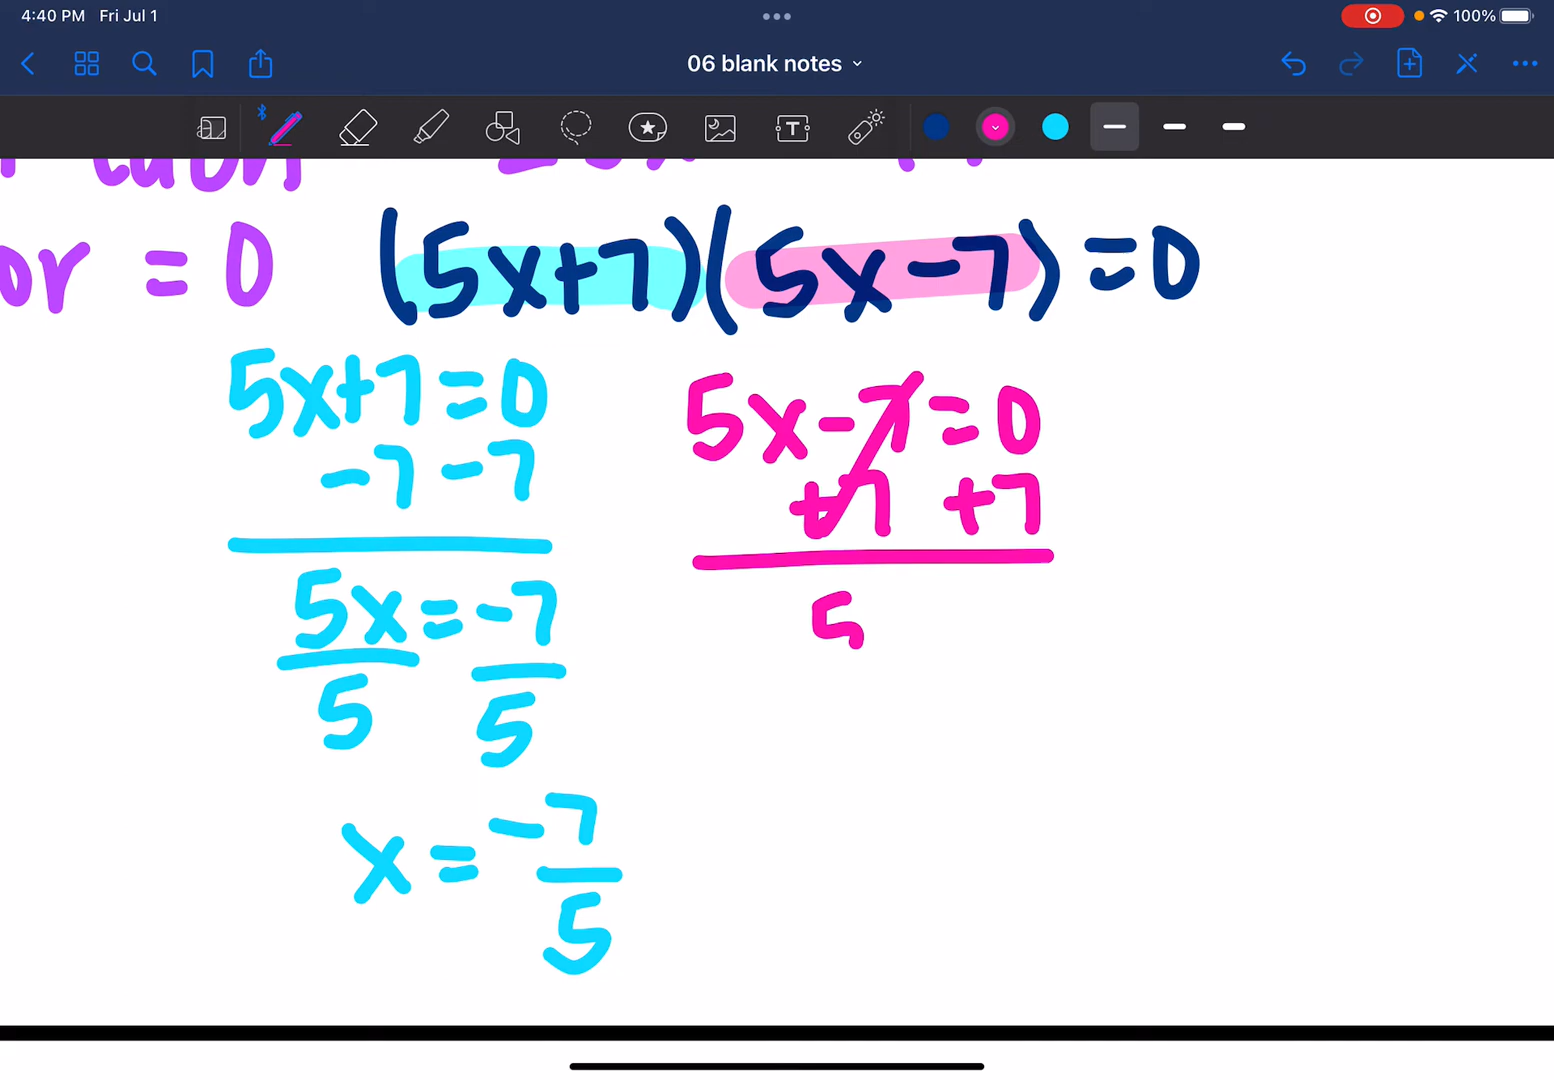 4:40 PM Fri Jul 1
100%
06 blank notes
T
or = 0
(5x+7)(5x-7)=0
5x+7=0
-7 -7
5x=-7
5 5
x = -7
5
5x-7=0
+7 +7
5